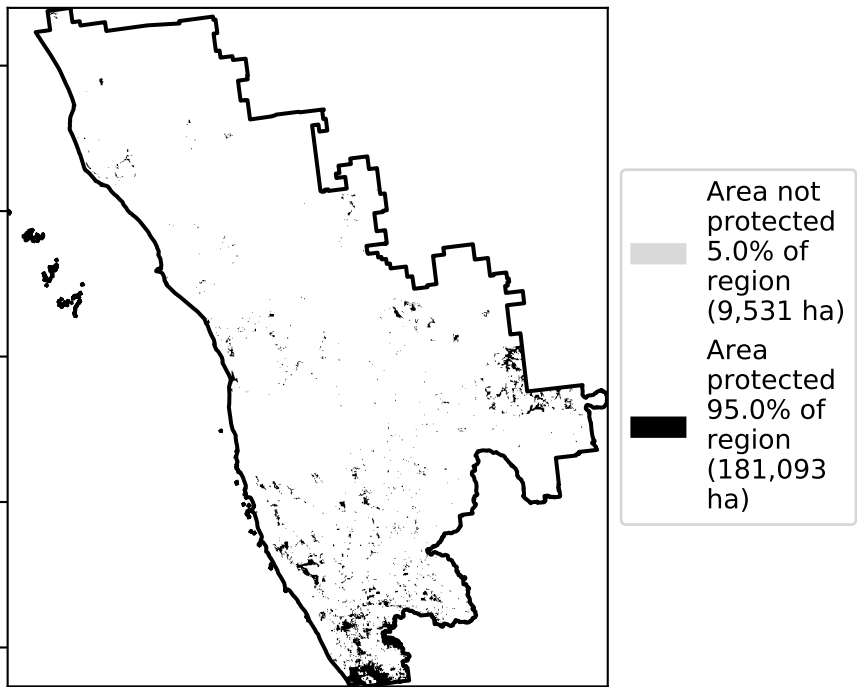 Area not
protected
5.0% of
region
(9,531 ha)
Area
protected
95.0% of
region
(181,093
ha)